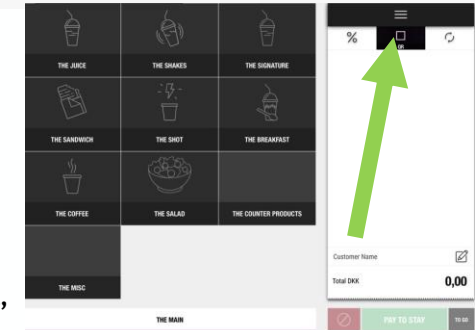 %
OR
THE JUICE
THE SHAKES
THE SIGNATURE
THE SANDWICH
THE SHOT
THE BREAKFAST
THE COFFEE
THE SALAD
THE COUNTER PRODUCTS
Customer Name
THE MISC
Total DKK
0,00
,
THE MAIN
PAY TO STAY
TO GO